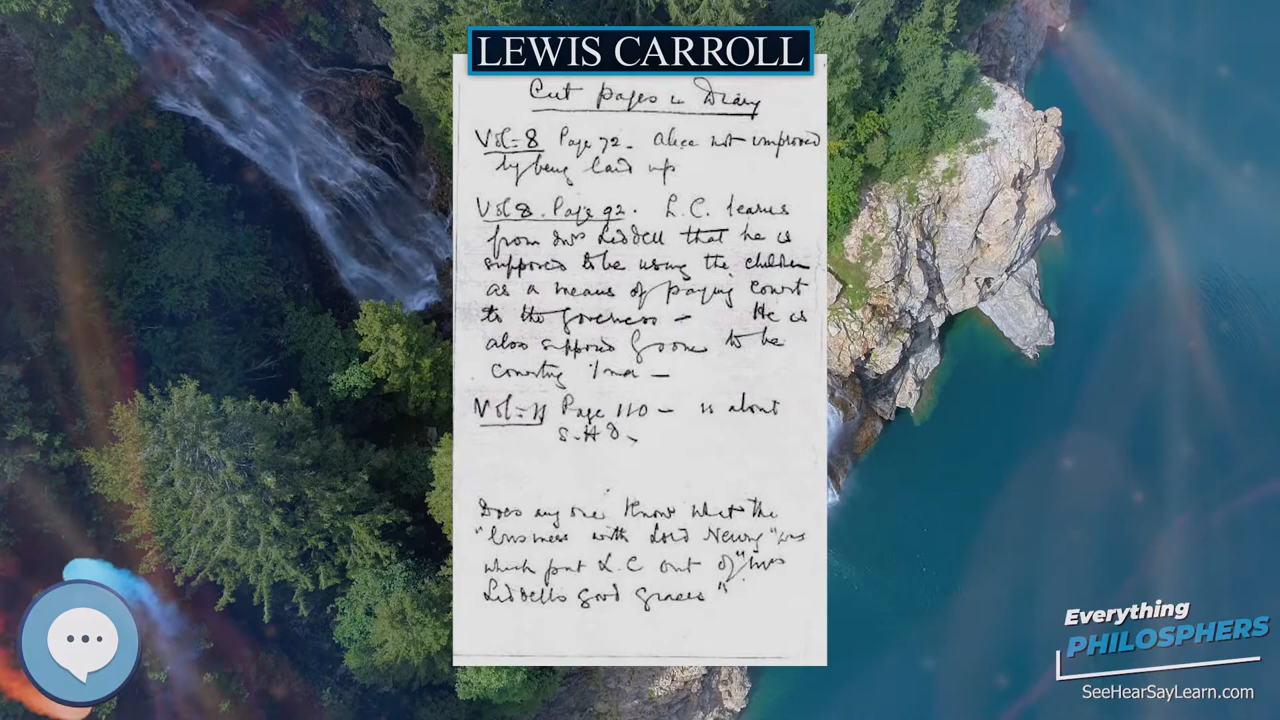 LEWIS CARROLL
Cut pages in Diary
Vol=8 Page 72. Alice not improved
by being laid up
Vol 8. Page 92. L.C. learns
from Mrs Liddell that he is
supposed to be using the children
as a means of paying court
to the governess — He is
also supposed by some to be
courting Ina —
Vol=11 Page 110 — is about
Does anyone know what the
"business with Lord Newry" was
which put L.C out of "Mrs
Liddells good graces"
Everything
PHILOSPHERS
SeeHearSayLearn.com